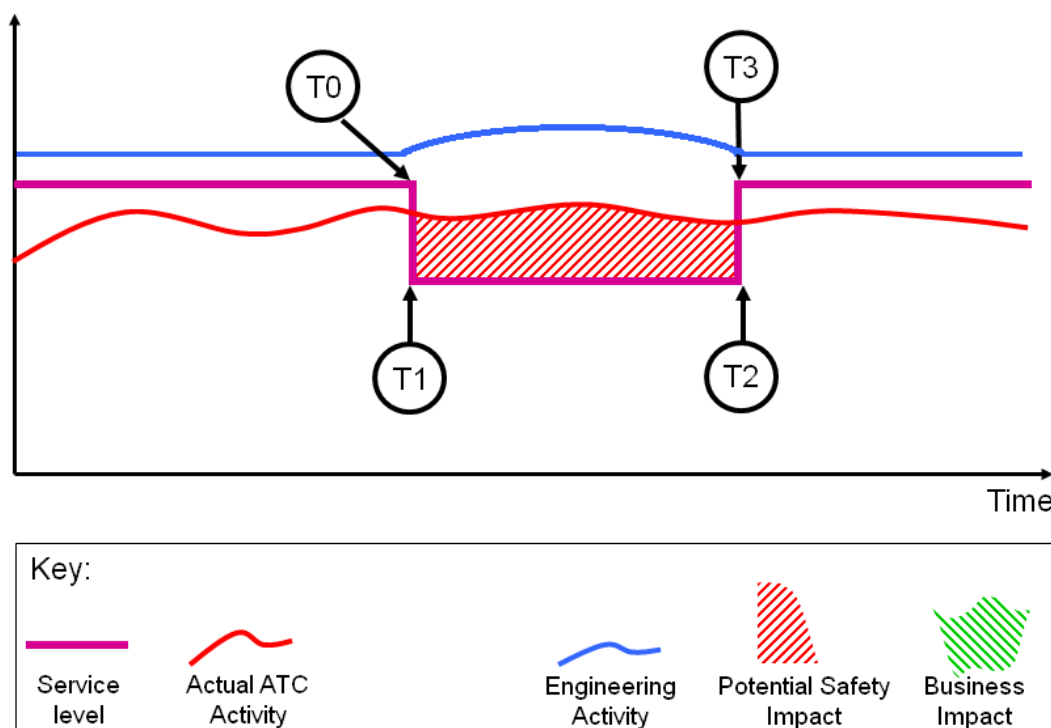 T0
T3
T1
T2
Time
Key:
Service
level
Actual ATC
Activity
Engineering
Activity
Potential Safety
Impact
Business
Impact